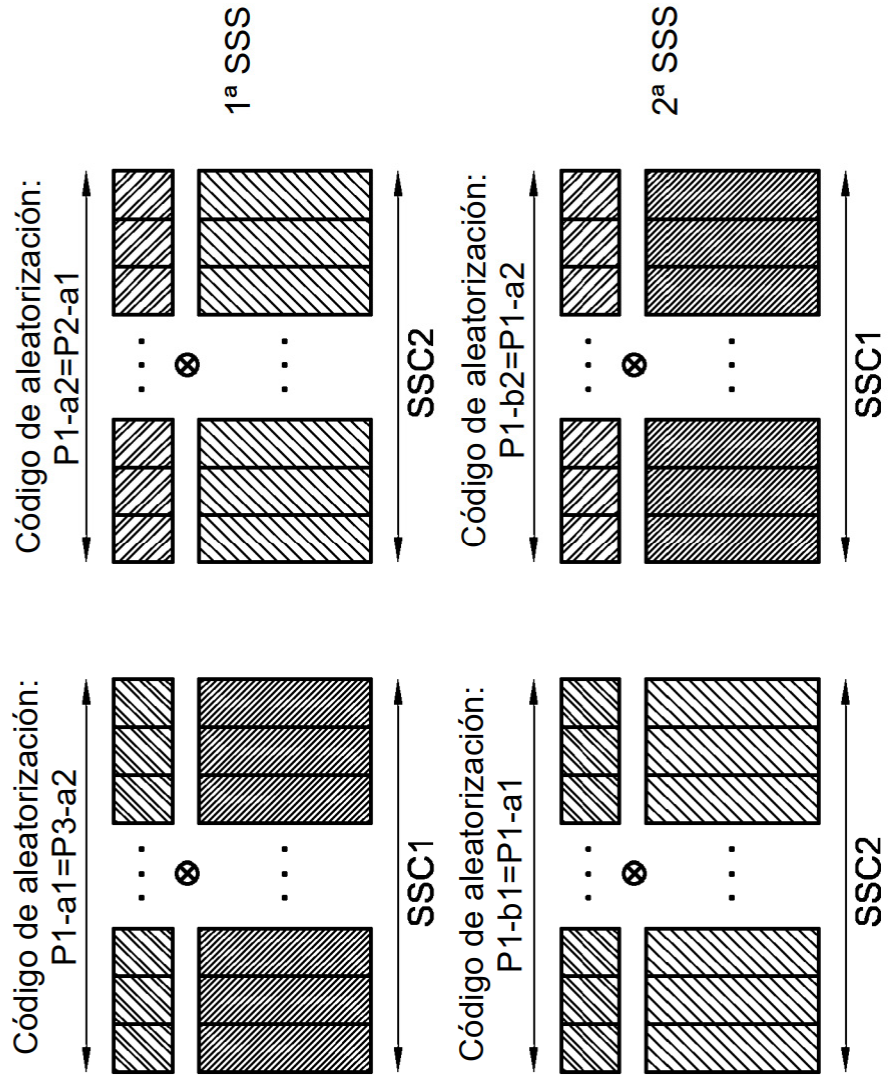 Código de aleatorización:
P1-a1=P3-a2
SSC1
Código de aleatorización:
P1-a2=P2-a1
SSC2
1ª SSS
Código de aleatorización:
P1-b1=P1-a1
SSC2
Código de aleatorización:
P1-b2=P1-a2
SSC1
2ª SSS